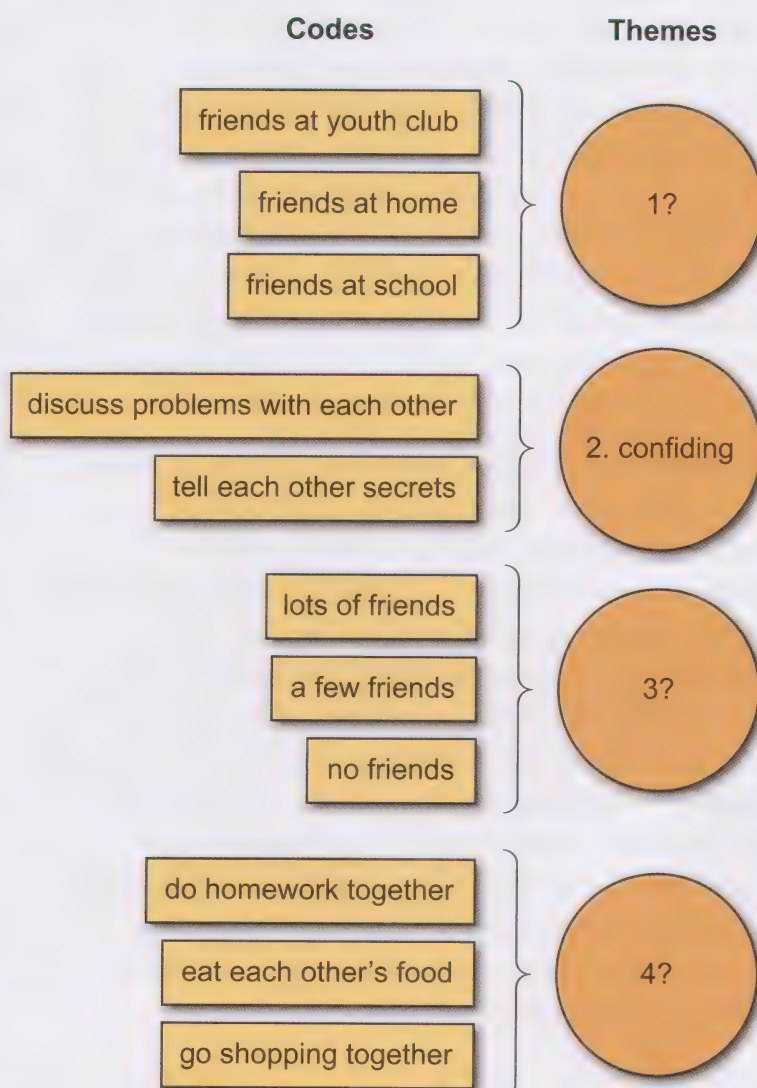 Codes Themes
friends at youth club
friends at home
friends at school
1?
discuss problems with each other
tell each other secrets
2. confiding
lots of friends
a few friends
no friends
3?
do homework together
eat each other's food
go shopping together
4?